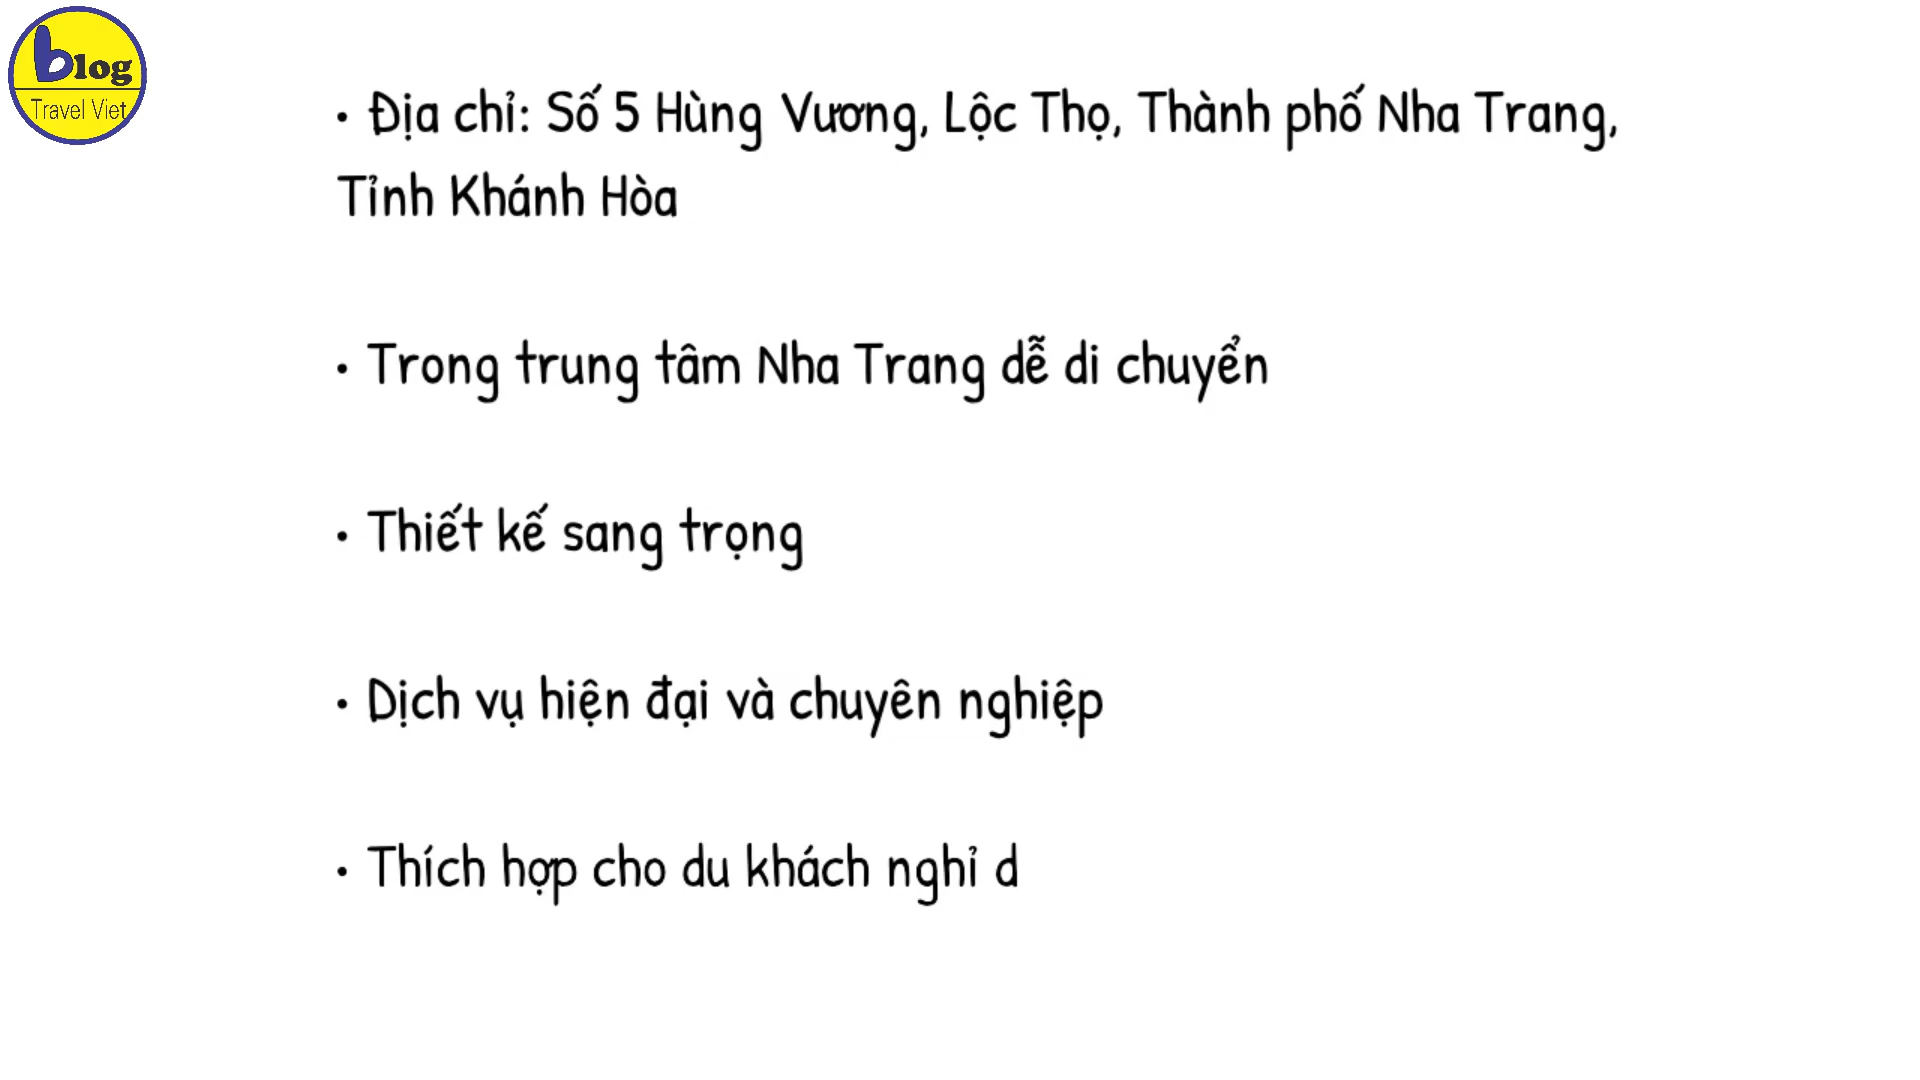 blog
Travel Viet
• Địa chỉ: Số 5 Hùng Vương, Lộc Thọ, Thành phố Nha Trang,
Tỉnh Khánh Hòa
• Trong trung tâm Nha Trang dễ di chuyển
• Thiết kế sang trọng
• Dịch vụ hiện đại và chuyên nghiệp
• Thích hợp cho du khách nghỉ d